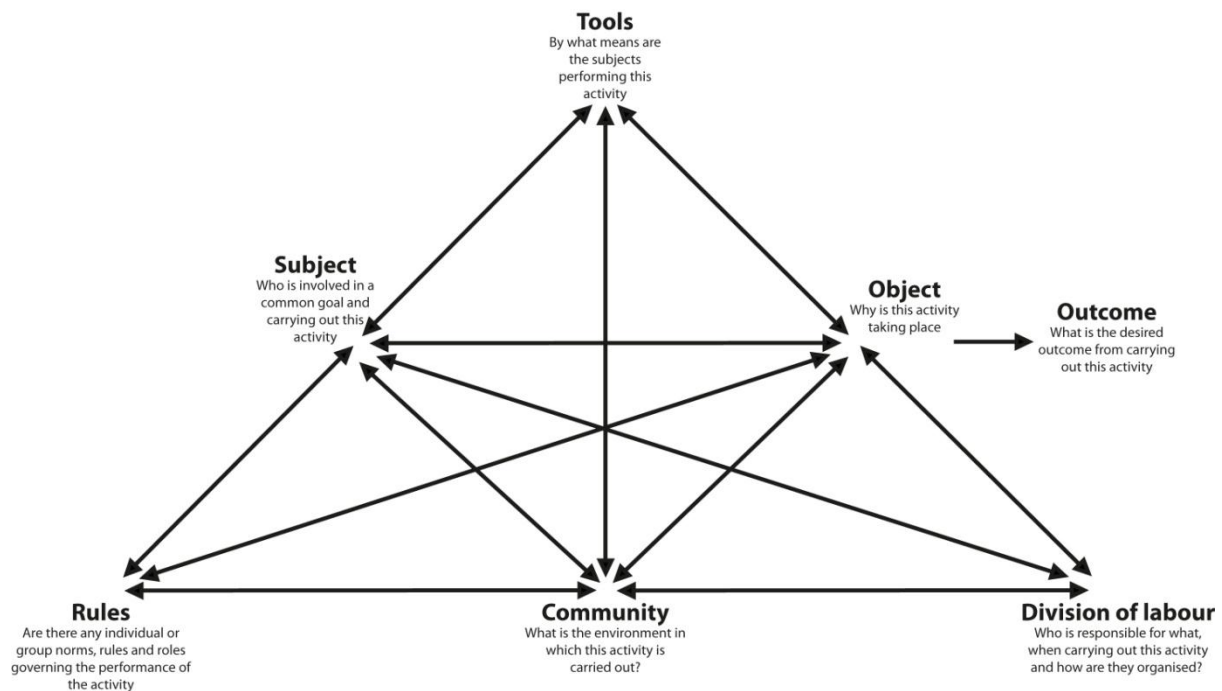 Tools
By what means are
the subjects
performing this
activity
Subject
Who is involved in a
common goal and
carrying out this
activity
Object
Why is this activity
taking place
Outcome
What is the desired
outcome from carrying
out this activity
Rules
Are there any individual or
group norms, rules and roles
governing the performance of
the activity
Community
What is the environment in
which this activity is
carried out?
Division of labour
Who is responsible for what,
when carrying out this activity
and how are they organised?